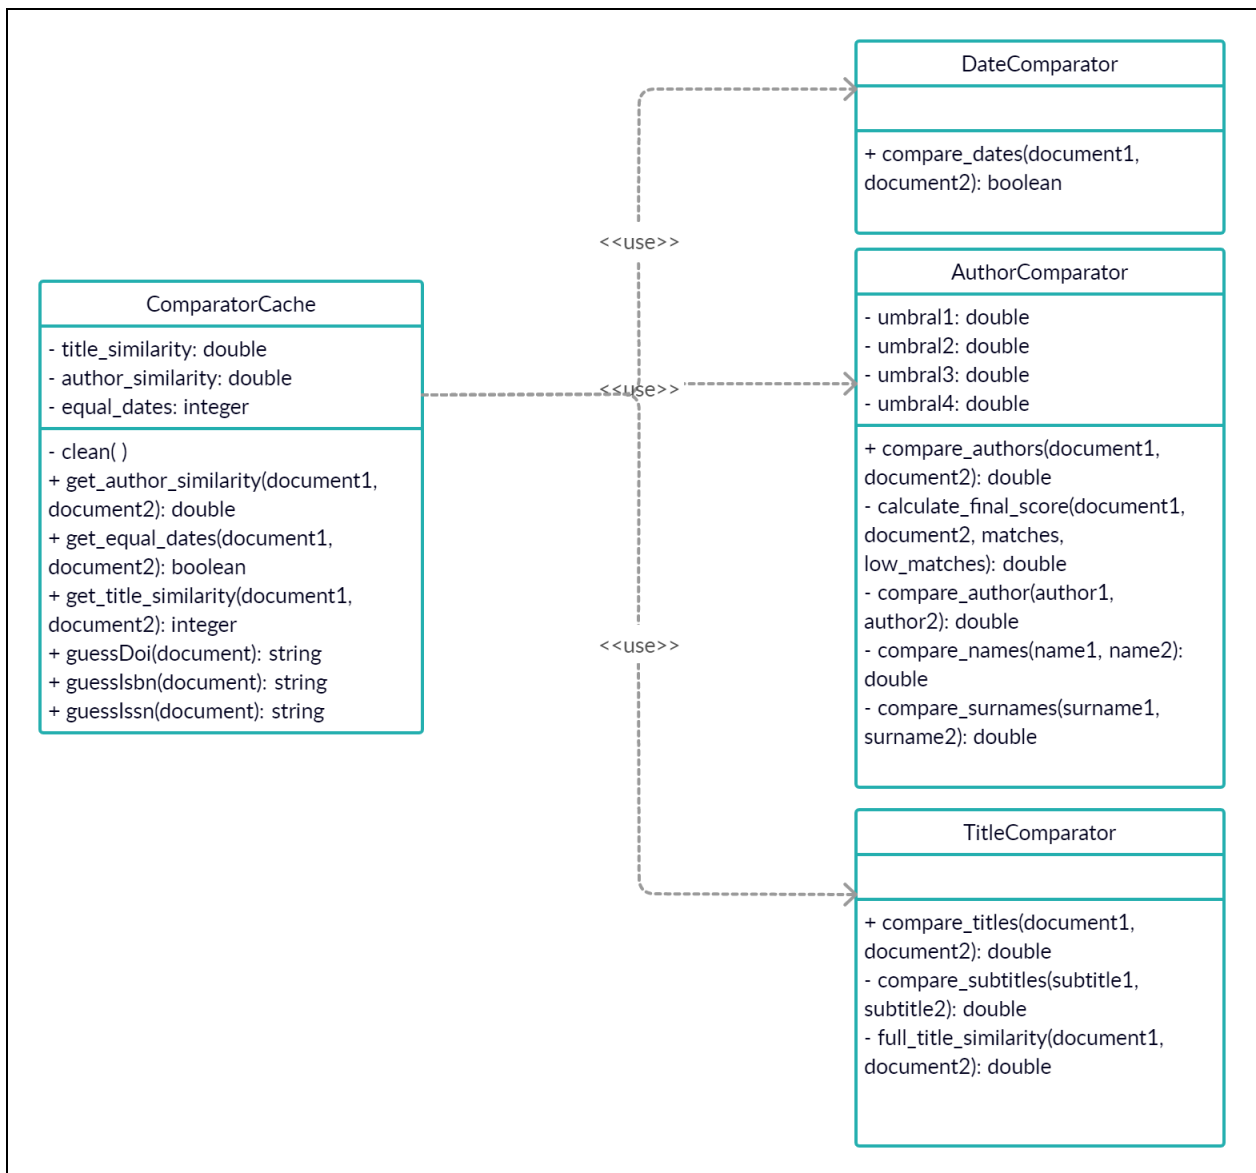 ComparatorCache
- title_similarity: double
- author_similarity: double
- equal_dates: integer
- clean( )
+ get_author_similarity(document1,
document2): double
+ get_equal_dates(document1,
document2): boolean
+ get_title_similarity(document1,
document2): integer
+ guessDoi(document): string
+ guessIsbn(document): string
+ guessIssn(document): string
<<use>>
<<use>>
<<use>>
DateComparator
+ compare_dates(document1,
document2): boolean
AuthorComparator
- umbral1: double
- umbral2: double
- umbral3: double
- umbral4: double
+ compare_authors(document1,
document2): double
- calculate_final_score(document1,
document2, matches,
low_matches): double
- compare_author(author1,
author2): double
- compare_names(name1, name2):
double
- compare_surnames(surname1,
surname2): double
TitleComparator
+ compare_titles(document1,
document2): double
- compare_subtitles(subtitle1,
subtitle2): double
- full_title_similarity(document1,
document2): double